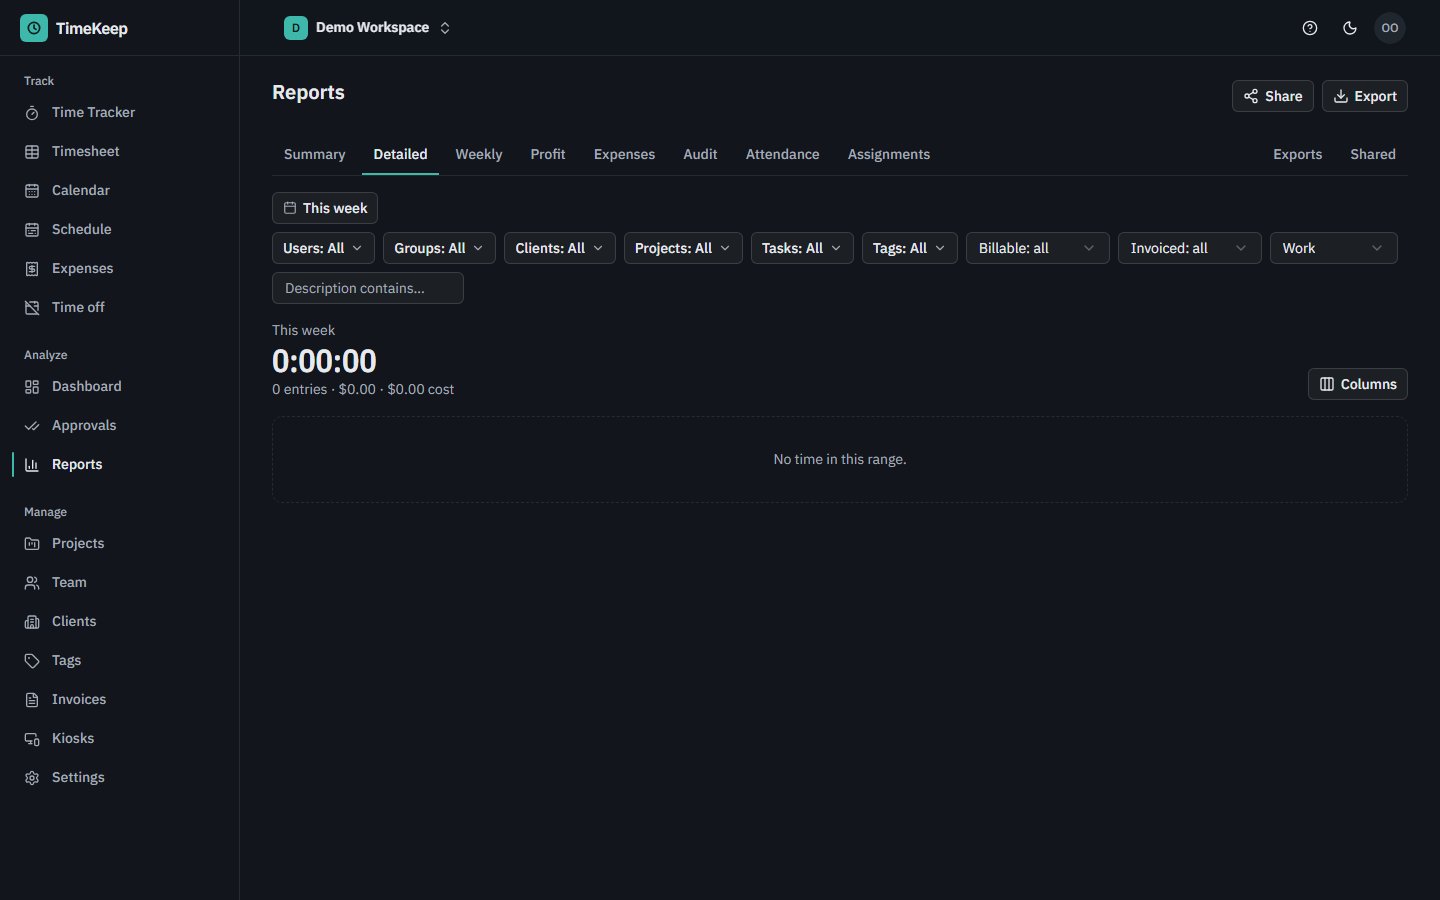 TimeKeep
D Demo Workspace
OO
Track
Time Tracker
Timesheet
Calendar
Schedule
Expenses
Time off
Analyze
Dashboard
Approvals
Reports
Manage
Projects
Team
Clients
Tags
Invoices
Kiosks
Settings
Reports
Share
Export
Summary Detailed Weekly Profit Expenses Audit Attendance Assignments Exports Shared
This week
Users: All Groups: All Clients: All Projects: All Tasks: All Tags: All Billable: all Invoiced: all Work
Description contains...
This week
0:00:00
0 entries · $0.00 · $0.00 cost
Columns
No time in this range.